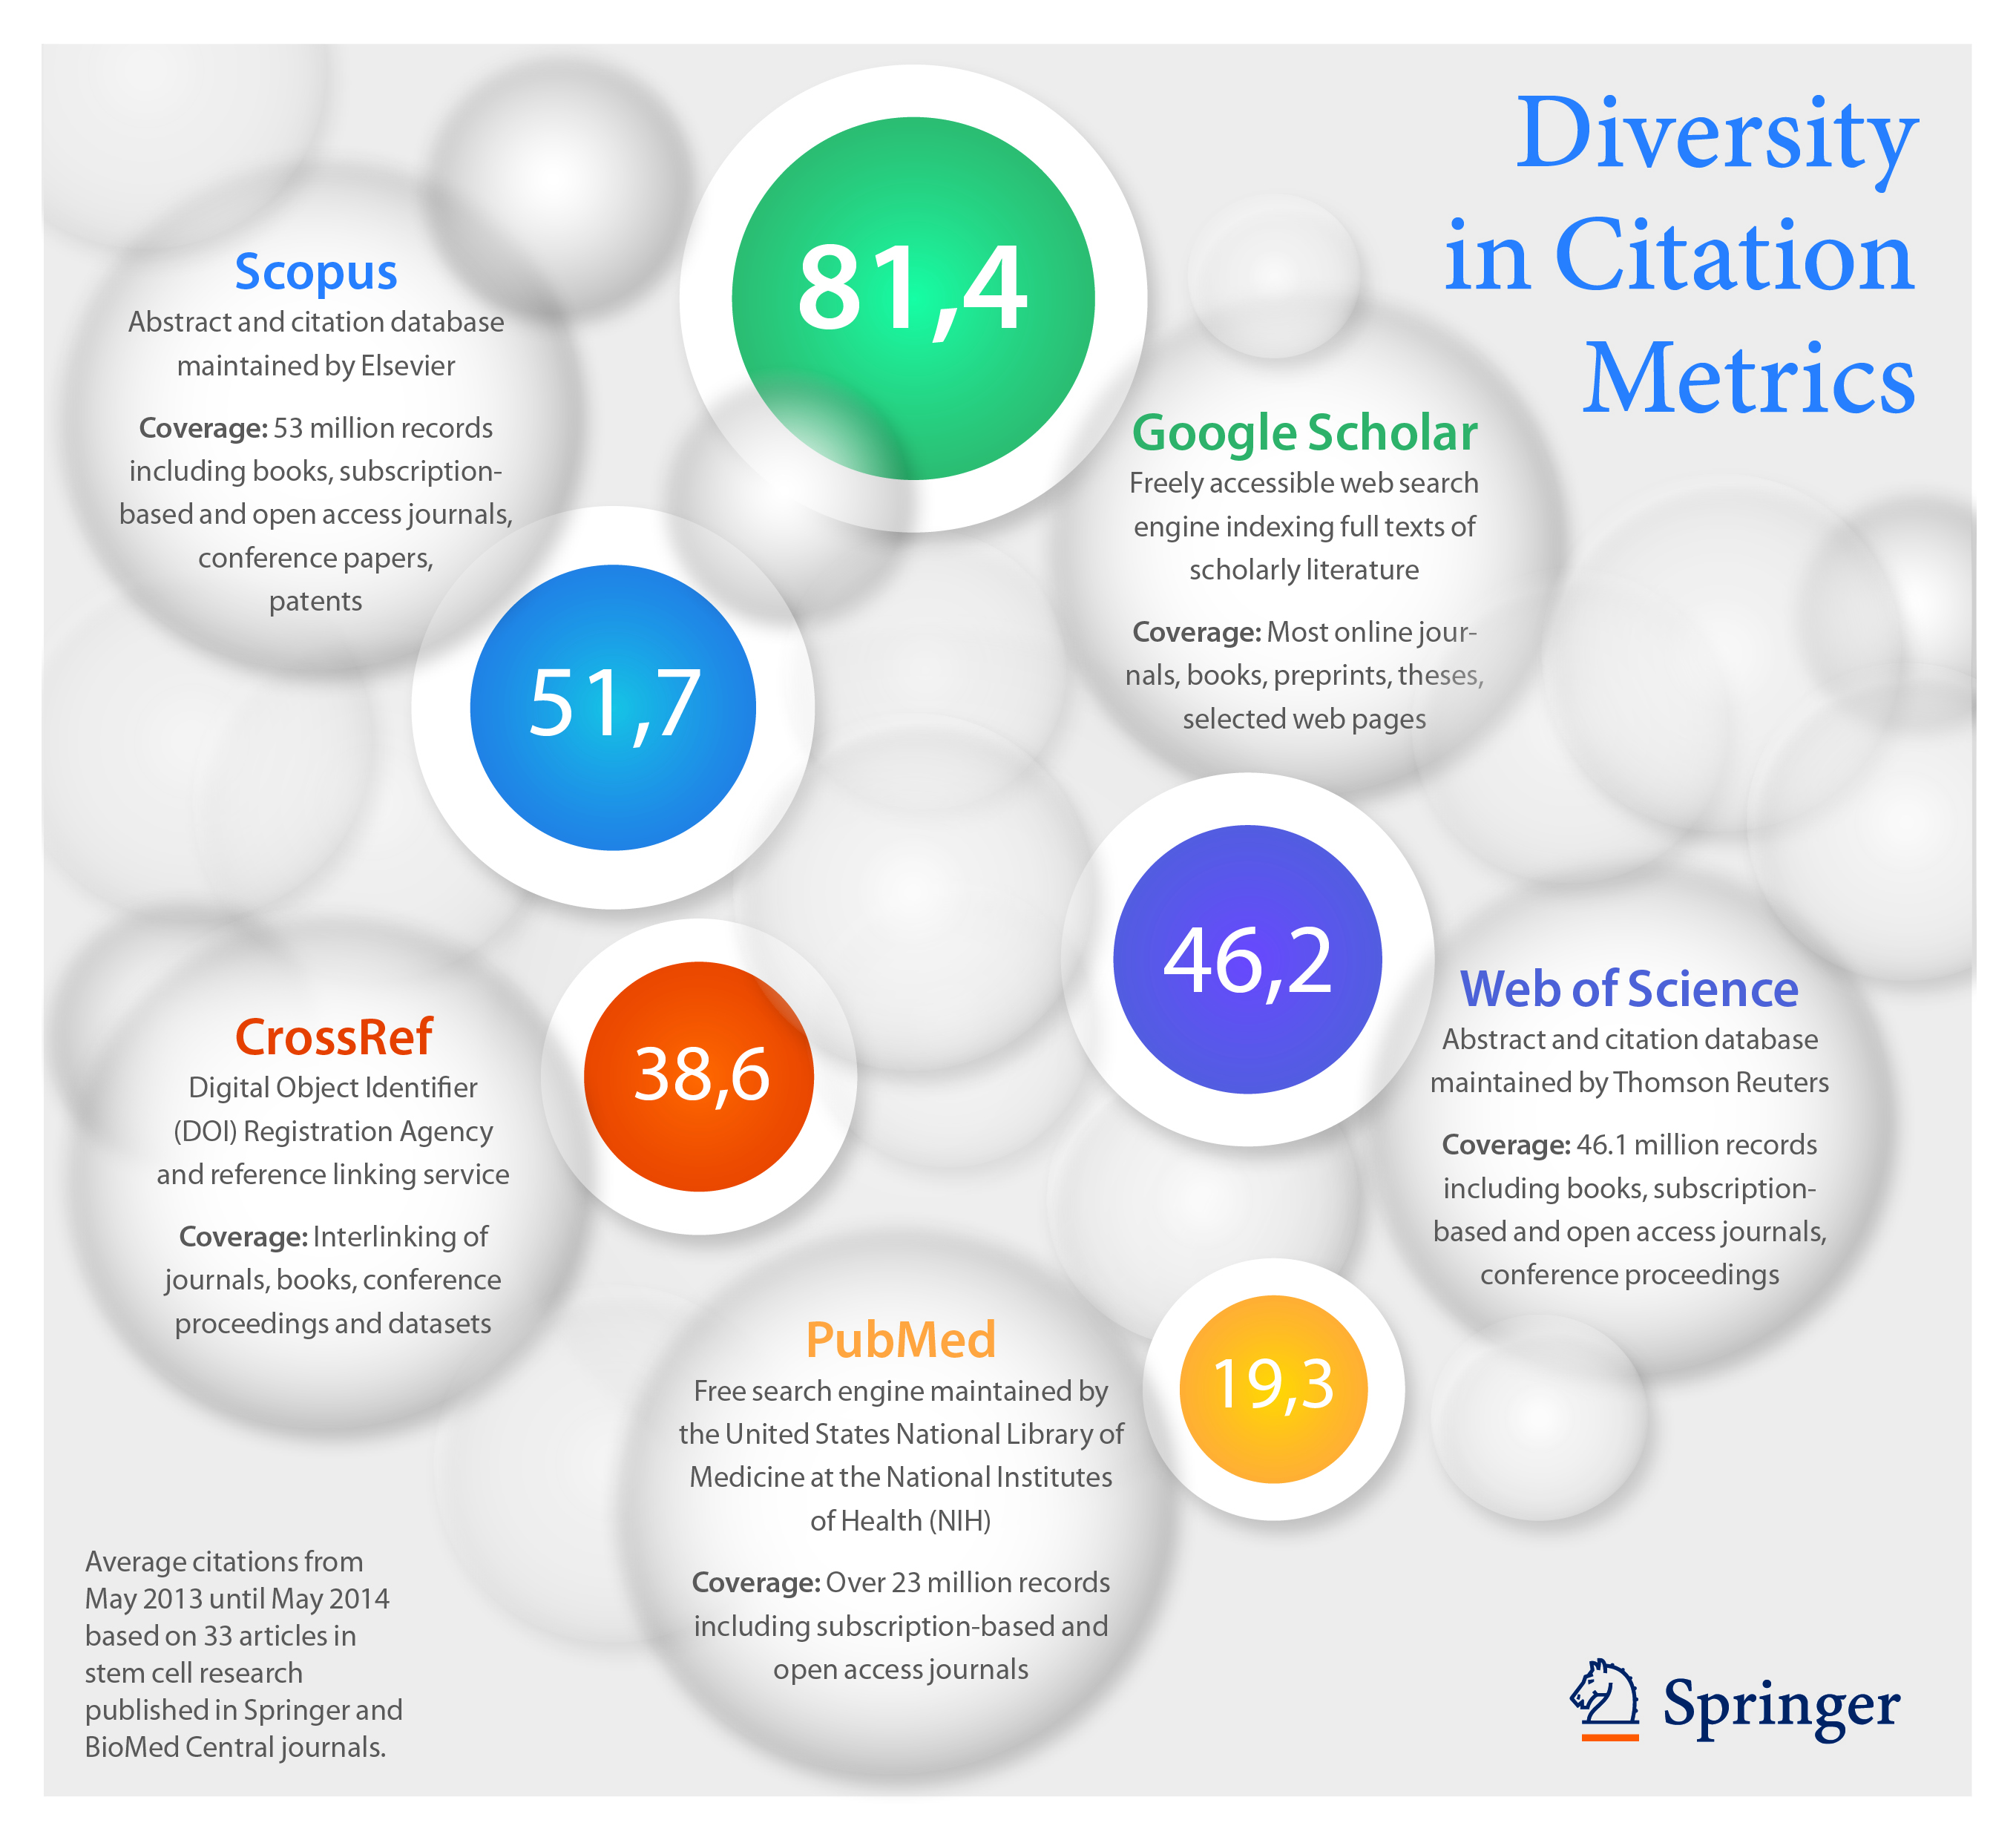 Diversity
in Citation
Metrics
81,4
Scopus
Abstract and citation database
maintained by Elsevier
Coverage: 53 million records
including books, subscription-
based and open access journals,
conference papers,
patents
51,7
Google Scholar
Freely accessible web search
engine indexing full texts of
scholarly literature
Coverage: Most online jour-
nals, books, preprints, theses,
selected web pages
46,2
Web of Science
Abstract and citation database
maintained by Thomson Reuters
Coverage: 46.1 million records
including books, subscription-
based and open access journals,
conference proceedings
CrossRef
Digital Object Identifier
(DOI) Registration Agency
and reference linking service
Coverage: Interlinking of
journals, books, conference
proceedings and datasets
38,6
PubMed
Free search engine maintained by
the United States National Library of
Medicine at the National Institutes
of Health (NIH)
Coverage: Over 23 million records
including subscription-based and
open access journals
19,3
Average citations from
May 2013 until May 2014
based on 33 articles in
stem cell research
published in Springer and
BioMed Central journals.
Springer